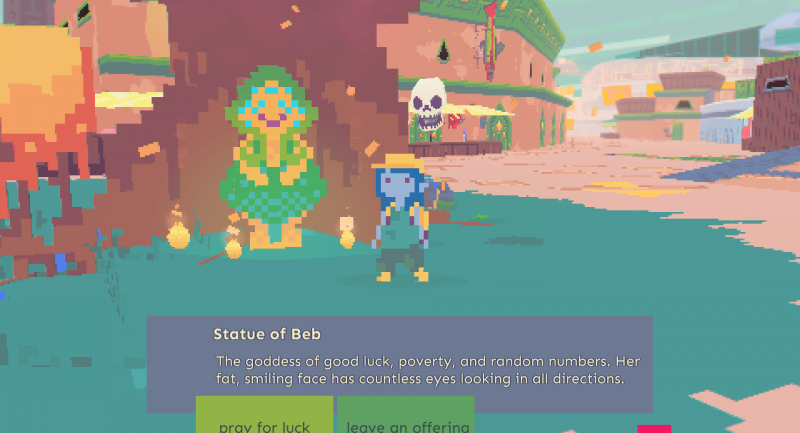 Statue of Beb
The goddess of good luck, poverty, and random numbers. Her
fat, smiling face has countless eyes looking in all directions.
pray for luck
leave an offering